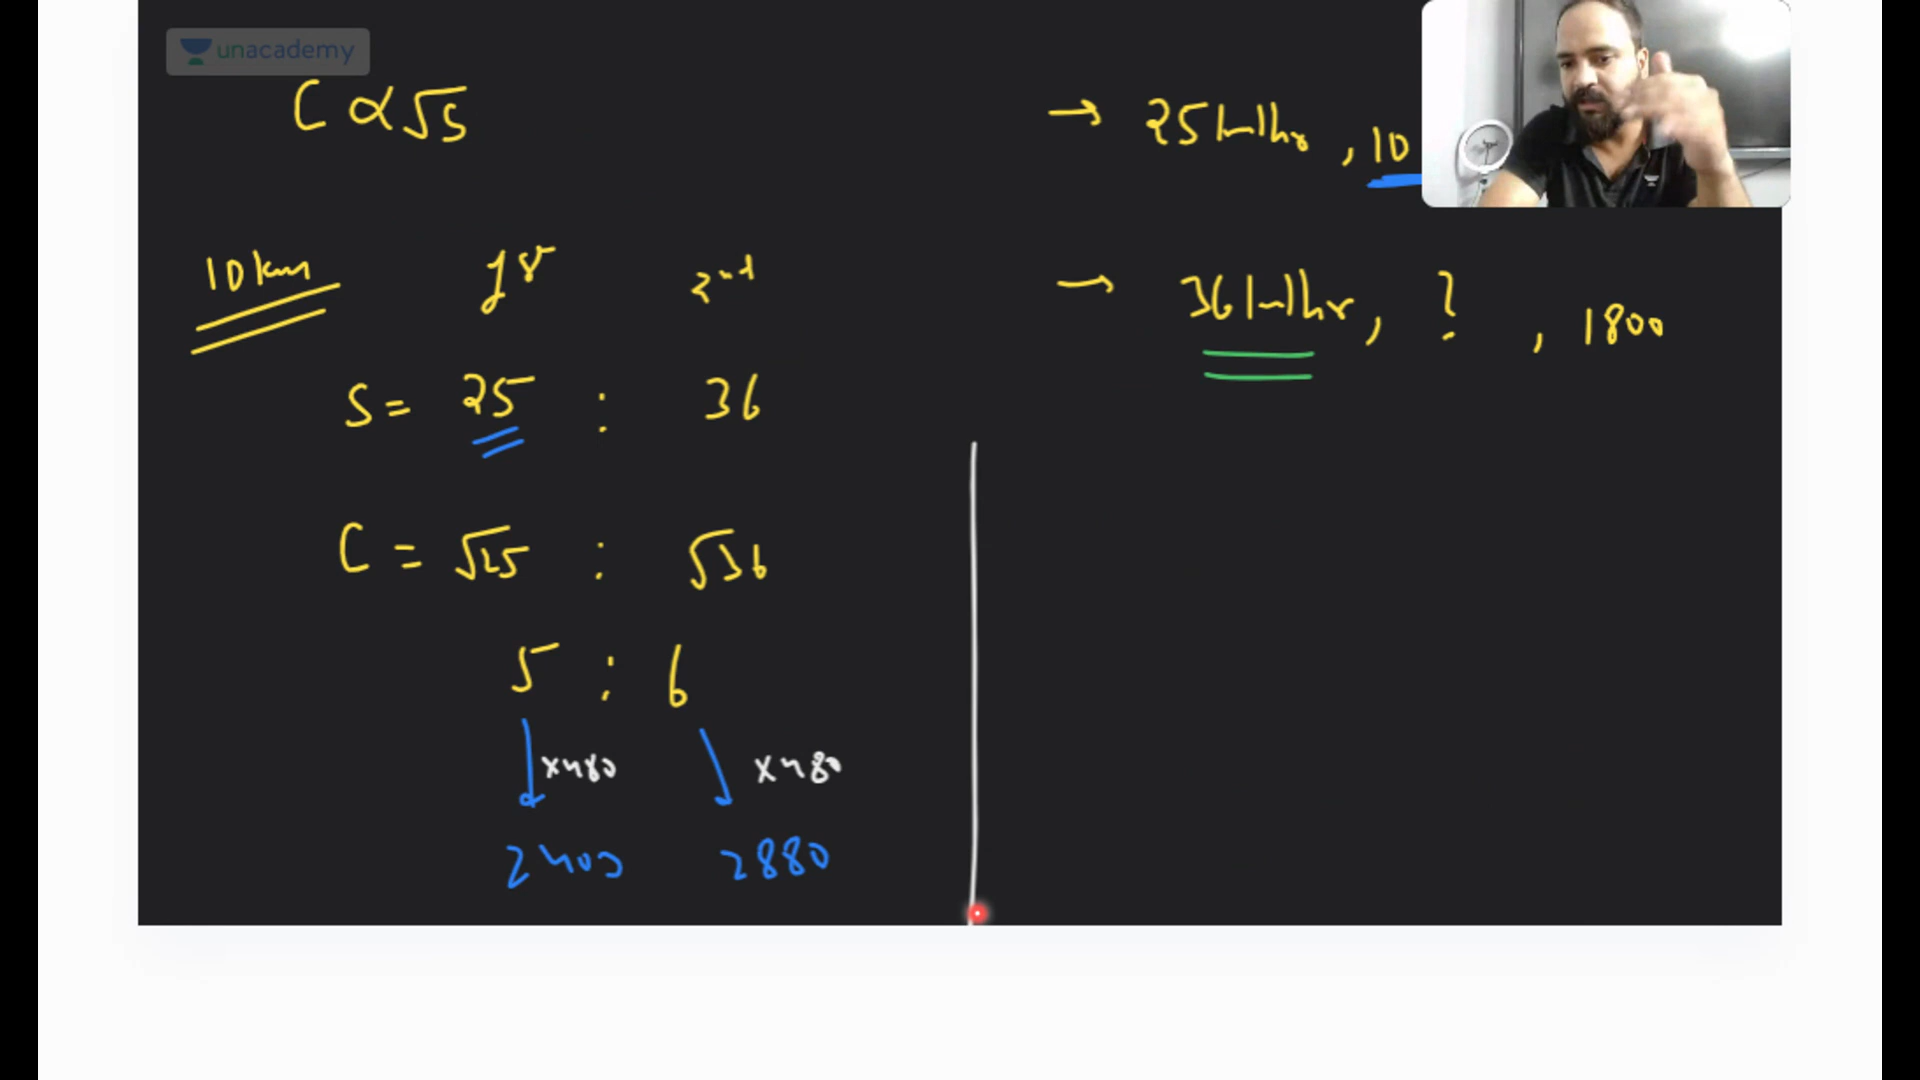 unacademy
C ∝ √S
→ 25 km/hr, 10
10 km 1st 2nd
→ 36 km/hr, ? , 1800
S = 25 : 36
C = √25 : √36
5 : 6
×480 ×480
2400 2880